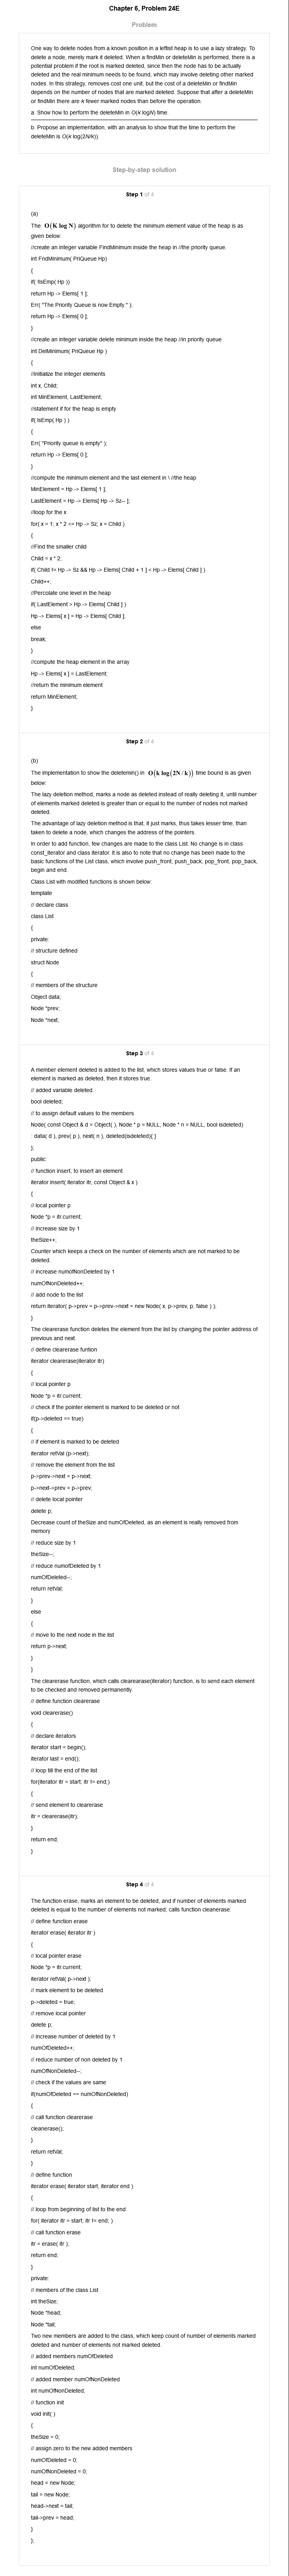 Chapter 6, Problem 24E
Problem
One way to delete nodes from a known position in a leftist heap is to use a lazy strategy. To
delete a node, merely mark it deleted. When a findMin or deleteMin is performed, there is a
potential problem if the root is marked deleted, since then the node has to be actually
deleted and the real minimum needs to be found, which may involve deleting other marked
nodes. In this strategy, removes cost one unit, but the cost of a deleteMin or findMin
depends on the number of nodes that are marked deleted. Suppose that after a deleteMin
or findMin there are k fewer marked nodes than before the operation.
a. Show how to perform the deleteMin in O(k logN) time.
b. Propose an implementation, with an analysis to show that the time to perform the
deleteMin is O(k log(2N/k)).
Step-by-step solution
Step 1 of 4
(a)
The O(K log N) algorithm for to delete the minimum element value of the heap is as
given below:
//create an integer variable FindMinimum inside the heap in //the priority queue.
int FndMinimum( PriQueue Hp)
{
if( !IsEmp( Hp ))
return Hp -> Elems[ 1 ];
Err( "The Priority Queue is now Empty." );
return Hp -> Elems[ 0 ];
}
//create an integer variable delete minimum inside the heap //in priority queue
int DelMinimum( PriQueue Hp )
{
//Initialize the integer elements
int x, Child;
int MinElement, LastElement;
//statement if for the heap is empty
if( IsEmp( Hp ) )
{
Err( "Priority queue is empty" );
return Hp -> Elems[ 0 ];
}
//compute the minimum element and the last element in \ //the heap
MinElement = Hp -> Elems[ 1 ];
LastElement = Hp -> Elems[ Hp -> Sz-- ];
//loop for the x
for( x = 1; x * 2 <= Hp -> Sz; x = Child )
{
//Find the smaller child
Child = x * 2;
if( Child != Hp -> Sz && Hp -> Elems[ Child + 1 ] < Hp -> Elems[ Child ] )
Child++;
//Percolate one level in the heap
if( LastElement > Hp -> Elems[ Child ] )
Hp -> Elems[ x ] = Hp -> Elems[ Child ];
else
break;
}
//compute the heap element in the array
Hp -> Elems[ x ] = LastElement;
//return the minimum element
return MinElement;
}
Step 2 of 4
(b)
The implementation to show the deletemin() in O(k log(2N / k)) time bound is as given
below:
The lazy deletion method, marks a node as deleted instead of really deleting it, until number
of elements marked deleted is greater than or equal to the number of nodes not marked
deleted.
The advantage of lazy deletion method is that, it just marks, thus takes lesser time, than
taken to delete a node, which changes the address of the pointers.
In order to add function, few changes are made to the class List. No change is in class
const_iterator and class iterator. It is also to note that no change has been made to the
basic functions of the List class, which involve push_front, push_back, pop_front, pop_back,
begin and end.
Class List with modified functions is shown below:
template
// declare class
class List
{
private:
// structure defined
struct Node
{
// members of the structure
Object data;
Node *prev;
Node *next;
Step 3 of 4
A member element deleted is added to the list, which stores values true or false. If an
element is marked as deleted, then it stores true.
// added variable deleted.
bool deleted;
// to assign default values to the members
Node( const Object & d = Object( ), Node * p = NULL, Node * n = NULL, bool isdeleted)
: data( d ), prev( p ), next( n ), deleted(isdeleted){ }
};
public:
// function insert, to insert an element.
iterator insert( iterator itr, const Object & x )
{
// local pointer p
Node *p = itr.current;
// increase size by 1
theSize++;
Counter which keeps a check on the number of elements which are not marked to be
deleted.
// increase numofNonDeleted by 1
numOfNonDeleted++;
// add node to the list
return iterator( p->prev = p->prev->next = new Node( x, p->prev, p, false ) );
}
The clearerase function deletes the element from the list by changing the pointer address of
previous and next.
// define clearerase funtion
iterator clearerase(iterator itr)
{
// local pointer p
Node *p = itr.current;
// check if the pointer element is marked to be deleted or not
if(p->deleted == true)
{
// if element is marked to be deleted
iterator retVal (p->next);
// remove the element from the list
p->prev->next = p->next;
p->next->prev = p->prev;
// delete local pointer
delete p;
Decrease count of theSize and numOfDeleted, as an element is really removed from
memory
// reduce size by 1
theSize--;
// reduce numofDeleted by 1
numOfDeleted--;
return retVal;
}
else
{
// move to the next node in the list
return p->next;
}
}
The clearerase function, which calls clearearase(iterator) function, is to send each element
to be checked and removed permanently.
// define function clearerase
void clearerase()
{
// declare iterators
iterator start = begin();
iterator last = end();
// loop till the end of the list
for(iterator itr = start; itr != end;)
{
// send element to clearerase
itr = clearerase(itr);
}
return end;
}
Step 4 of 4
The function erase, marks an element to be deleted, and if number of elements marked
deleted is equal to the number of elements not marked, calls function cleanerase.
// define function erase
iterator erase( iterator itr )
{
// local pointer erase
Node *p = itr.current;
iterator retVal( p->next );
// mark element to be deleted
p->deleted = true;
// remove local pointer
delete p;
// increase number of deleted by 1
numOfDeleted++;
// reduce number of non deleted by 1
numOfNonDeleted--;
// check if the values are same
if(numOfDeleted == numOfNonDeleted)
{
// call function clearerase
cleanerase();
}
return retVal;
}
// define function
iterator erase( iterator start, iterator end )
{
// loop from beginning of list to the end
for( iterator itr = start; itr != end; )
// call function erase
itr = erase( itr );
return end;
}
private:
// members of the class List
int theSize;
Node *head;
Node *tail;
Two new members are added to the class, which keep count of number of elements marked
deleted and number of elements not marked deleted.
// added members numOfDeleted
int numOfDeleted;
// added member numOfNonDeleted
int numOfNonDeleted;
// function init
void init( )
{
theSize = 0;
// assign zero to the new added members
numOfDeleted = 0;
numOfNonDeleted = 0;
head = new Node;
tail = new Node;
head->next = tail;
tail->prev = head;
}
};